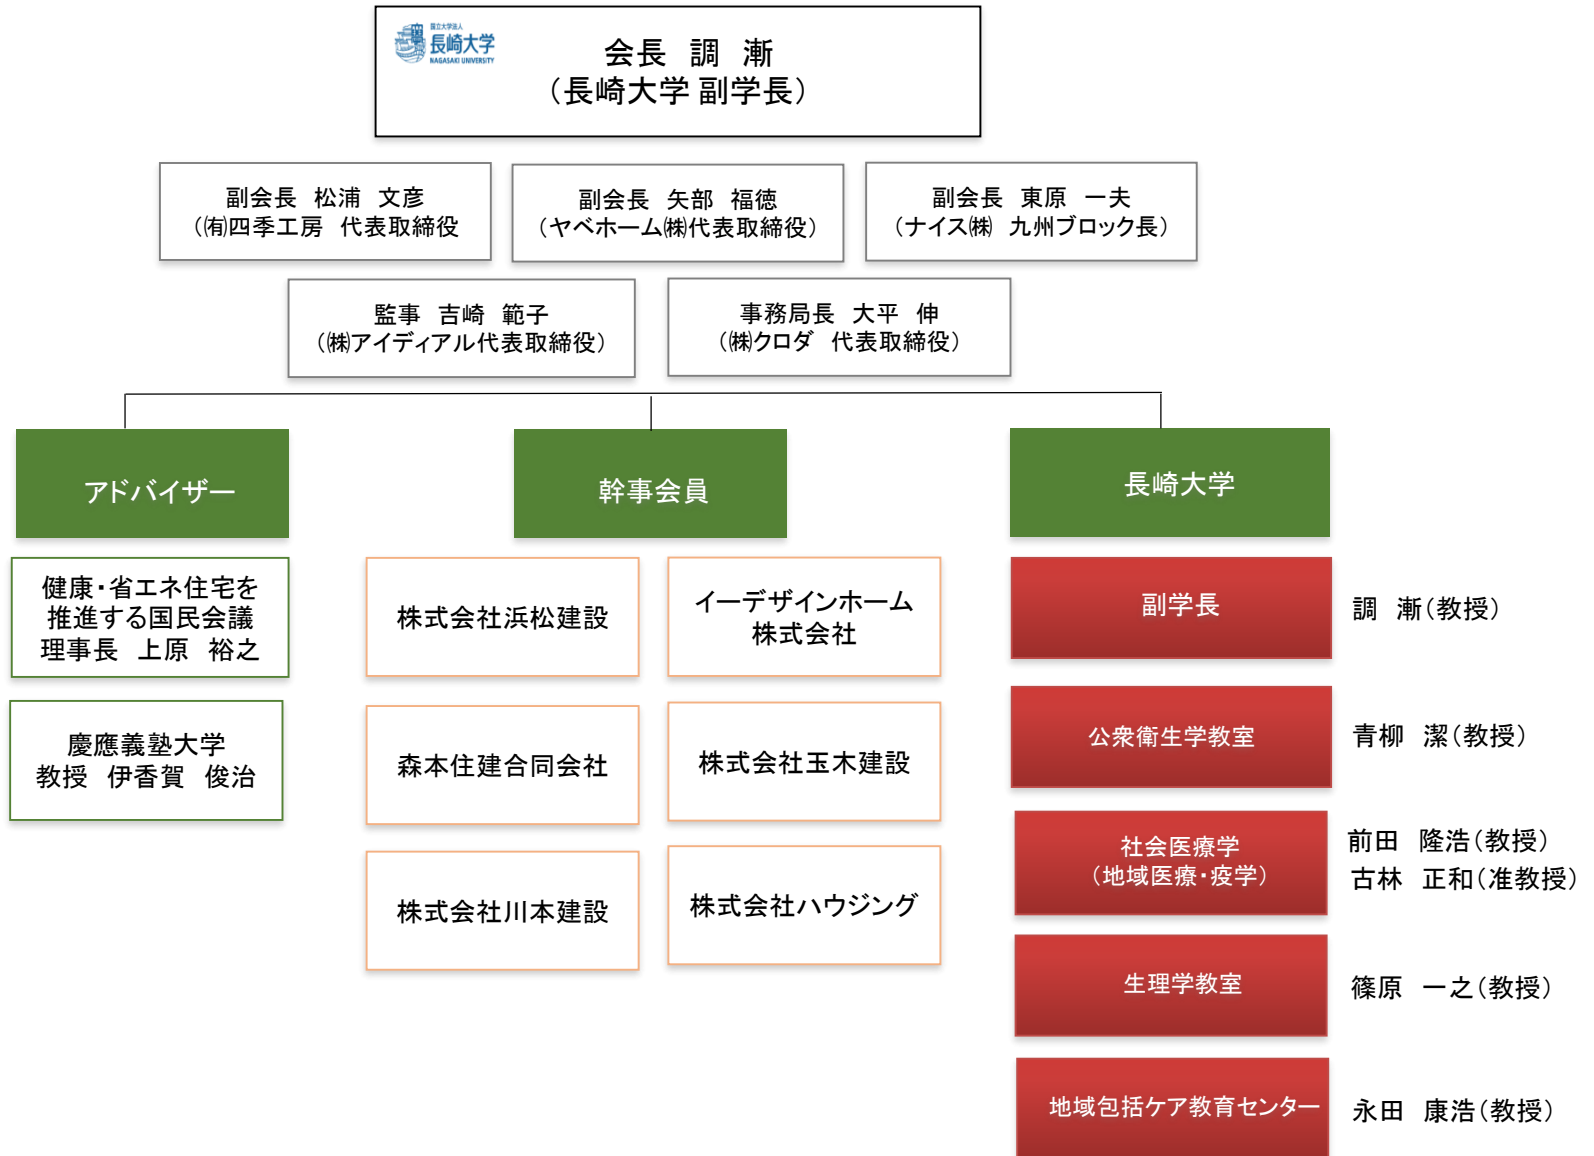 国立大学法人
長崎大学
NAGASAKI UNIVERSITY
会長 調 漸
（長崎大学 副学長）
副会長 松浦 文彦
（㈲四季工房 代表取締役
副会長 矢部 福徳
（ヤベホーム㈱代表取締役）
副会長 東原 一夫
（ナイス㈱ 九州ブロック長）
監事 吉崎 範子
（㈱アイディアル代表取締役）
事務局長 大平 伸
（㈱クロダ 代表取締役）
アドバイザー
幹事会員
長崎大学
健康・省エネ住宅を
推進する国民会議
理事長 上原 裕之
慶應義塾大学
教授 伊香賀 俊治
株式会社浜松建設
イーデザインホーム
株式会社
森本住建合同会社
株式会社玉木建設
株式会社川本建設
株式会社ハウジング
副学長
調 漸（教授）
公衆衛生学教室
青柳 潔（教授）
社会医療学
（地域医療・疫学）
前田 隆浩（教授）
古林 正和（准教授）
生理学教室
篠原 一之（教授）
地域包括ケア教育センター
永田 康浩（教授）